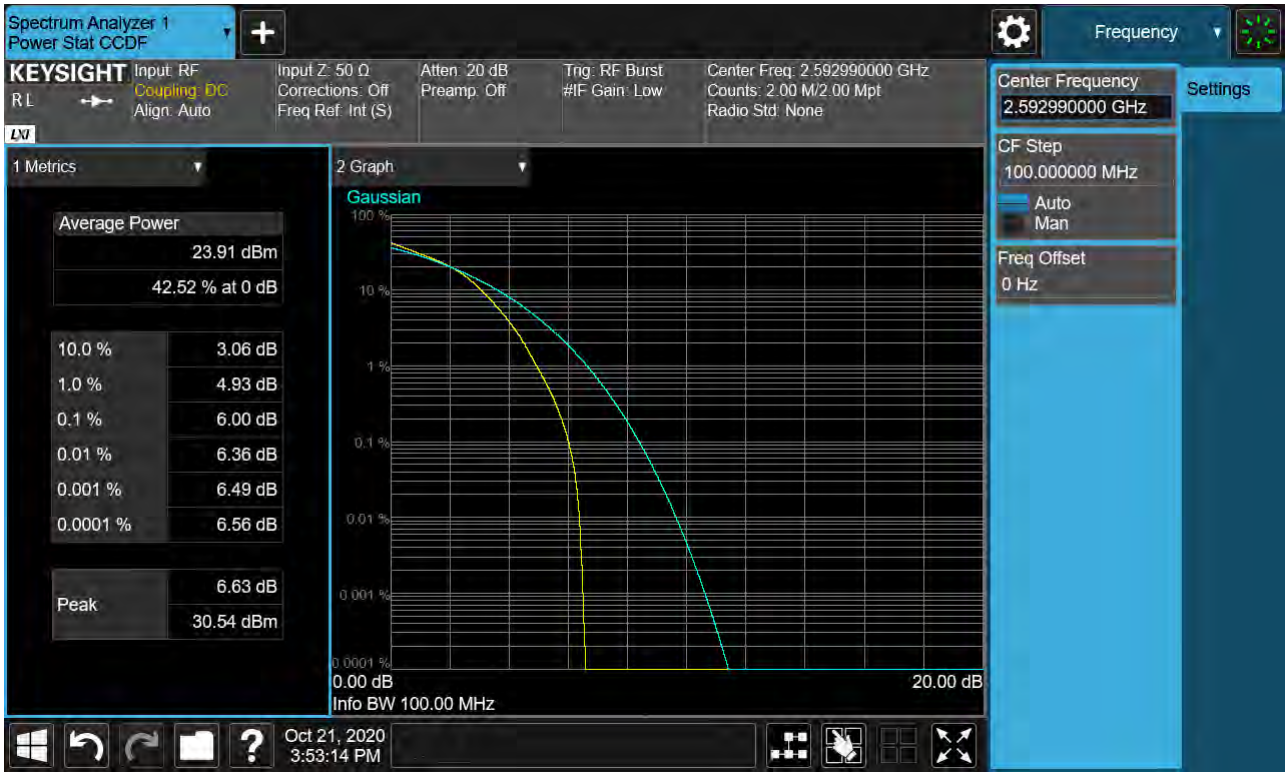 Spectrum Analyzer 1
Power Stat CCDF
Frequency
KEYSIGHT
RL
LXI
Input: RF
Coupling: DC
Align: Auto
Input Z: 50 Ω
Corrections: Off
Freq Ref: Int (S)
Atten: 20 dB
Preamp: Off
Trig: RF Burst
#IF Gain: Low
Center Freq: 2.592990000 GHz
Counts: 2.00 M/2.00 Mpt
Radio Std: None
Center Frequency
2.592990000 GHz
Settings
CF Step
100.000000 MHz
Auto
Man
Freq Offset
0 Hz
1 Metrics
Average Power
23.91 dBm
42.52 % at 0 dB
10.0 % 3.06 dB
1.0 % 4.93 dB
0.1 % 6.00 dB
0.01 % 6.36 dB
0.001 % 6.49 dB
0.0001 % 6.56 dB
Peak
6.63 dB
30.54 dBm
2 Graph
Gaussian
100 %
10 %
1 %
0.1 %
0.01 %
0.001 %
0.0001 %
0.00 dB 20.00 dB
Info BW 100.00 MHz
?
Oct 21, 2020
3:53:14 PM